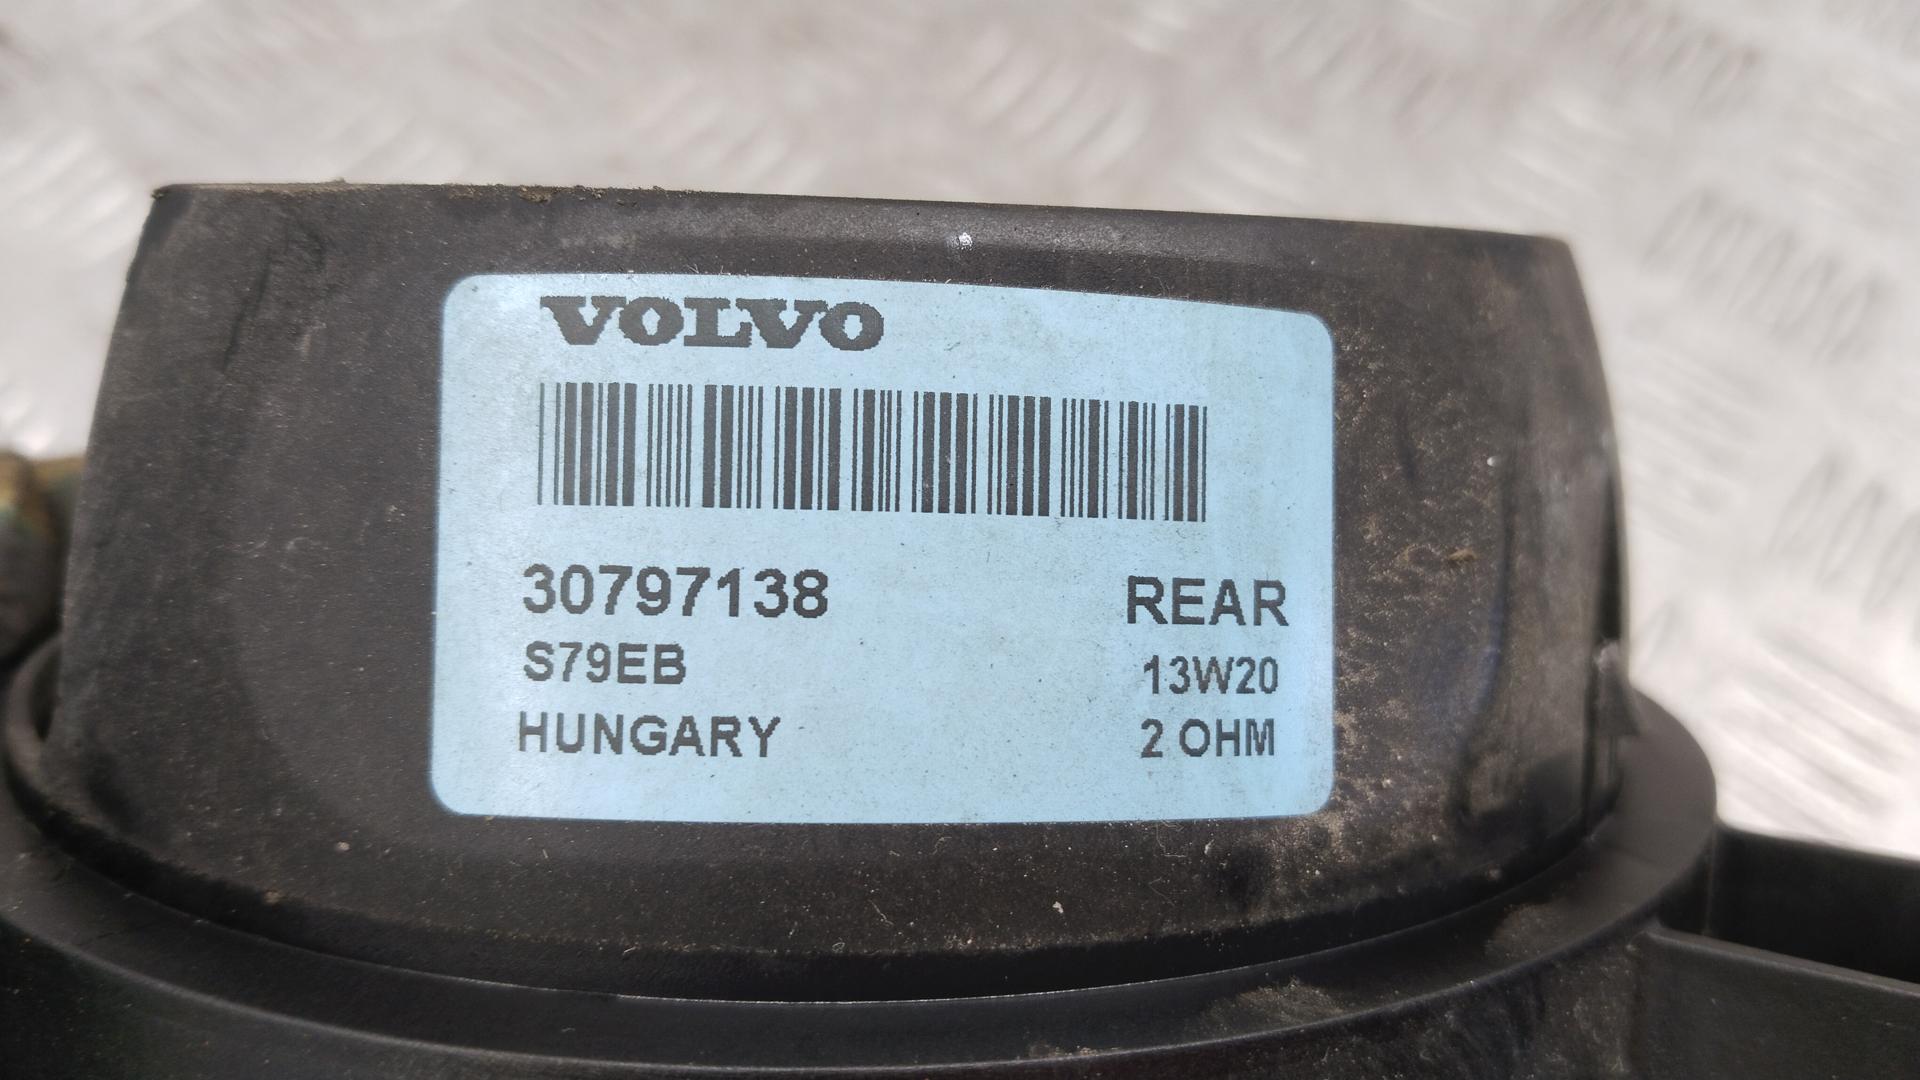 VOLVO
30797138 REAR
S79EB 13W20
HUNGARY 2 OHM